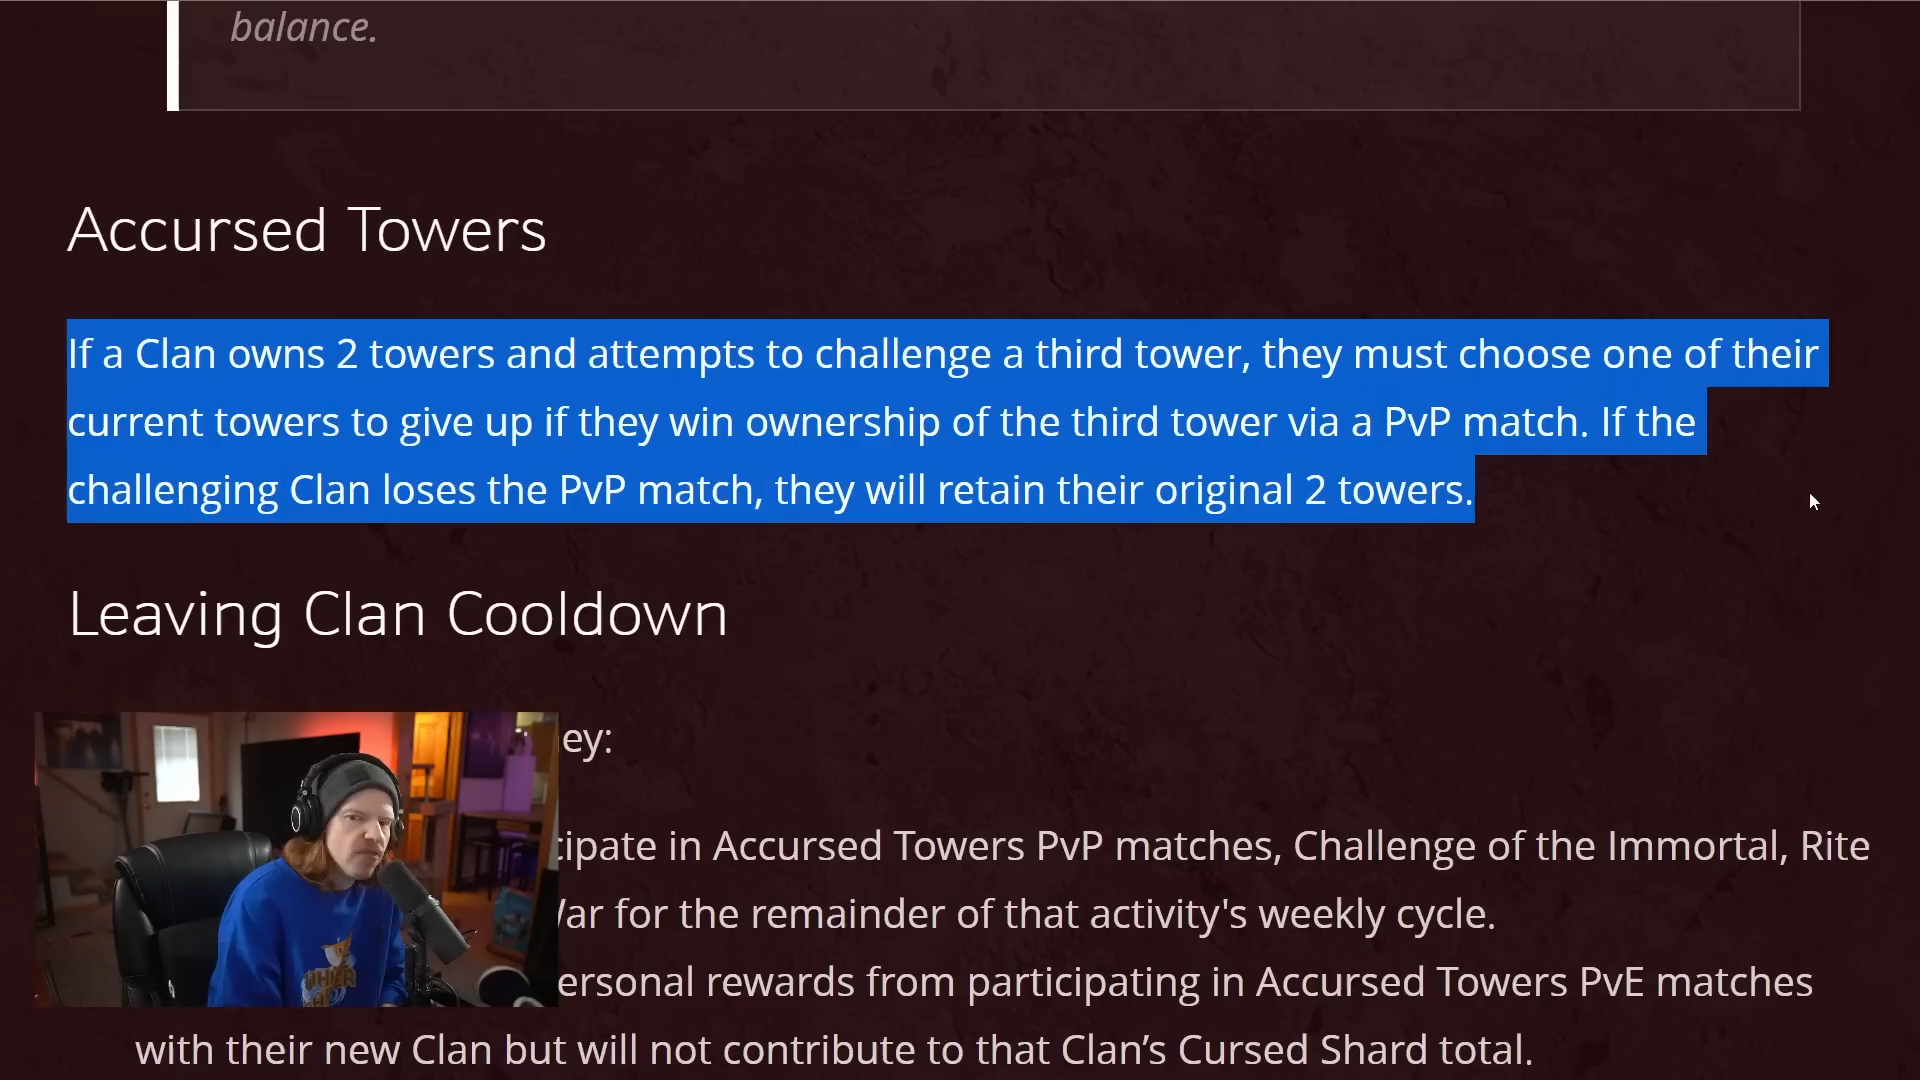 balance.
Accursed Towers
If a Clan owns 2 towers and attempts to challenge a third tower, they must choose one of their
current towers to give up if they win ownership of the third tower via a PvP match. If the
challenging Clan loses the PvP match, they will retain their original 2 towers.
Leaving Clan Cooldown
ey:
cipate in Accursed Towers PvP matches, Challenge of the Immortal, Rite
War for the remainder of that activity's weekly cycle.
ersonal rewards from participating in Accursed Towers PvE matches
with their new Clan but will not contribute to that Clan’s Cursed Shard total.